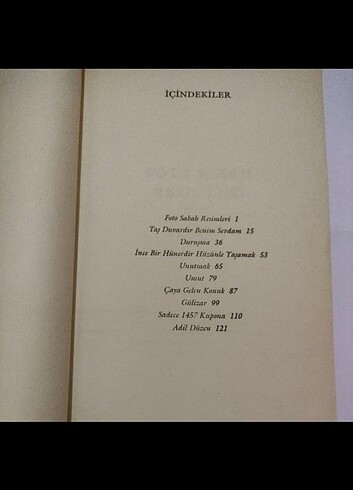 İÇİNDEKİLER
Foto Sabah Resimleri 1
Taş Duvardır Benim Sevdam 15
Duruşma 36
İnce Bir Hünerdir Hüzünle Yaşamak 53
Unutmak 65
Umut 79
Çaya Gelen Konuk 87
Gülizar 99
Sadece 1457 Kupona 110
Adil Düzen 121